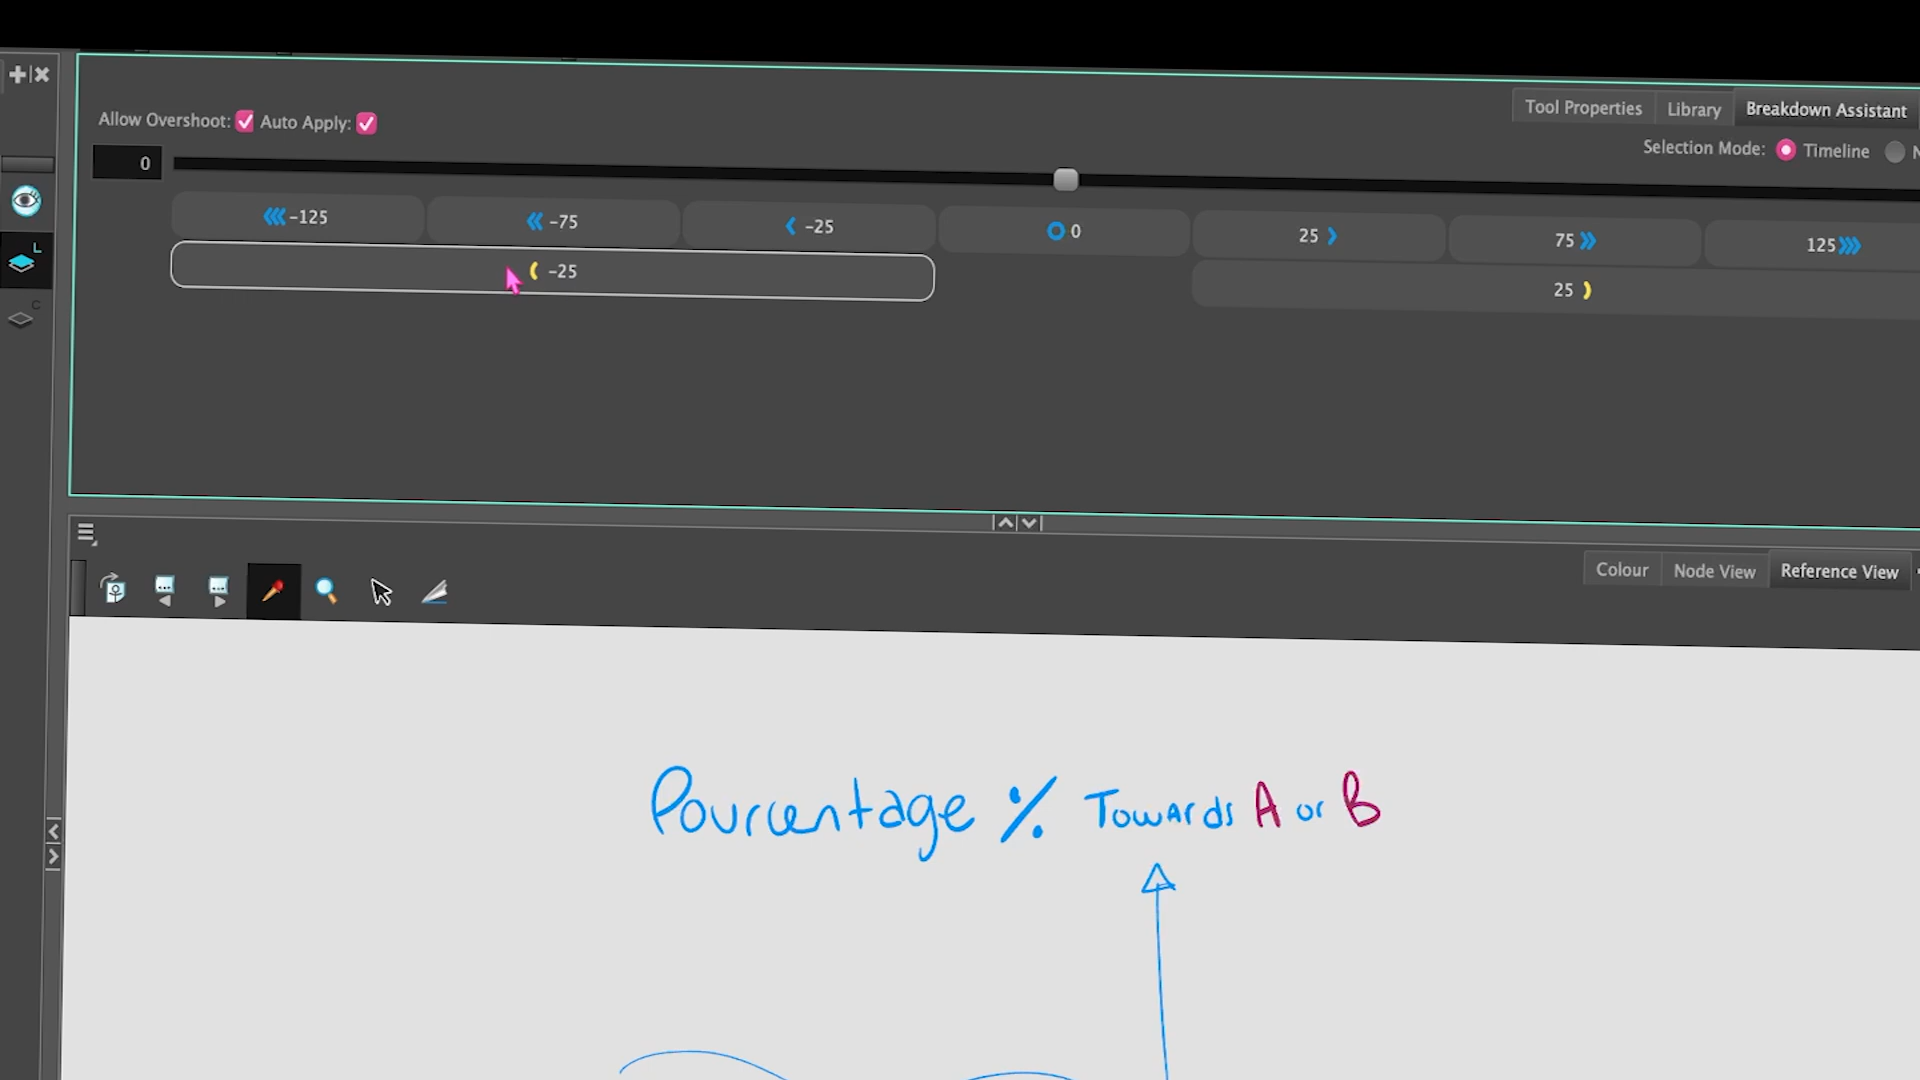 Tool Properties Library Breakdown Assistant
Allow Overshoot: Auto Apply:
Selection Mode: Timeline
0
-125 -75 -25 0 25 75 125
-25 25
L
C
Colour Node View Reference View
Pourcentage % Towards A or B